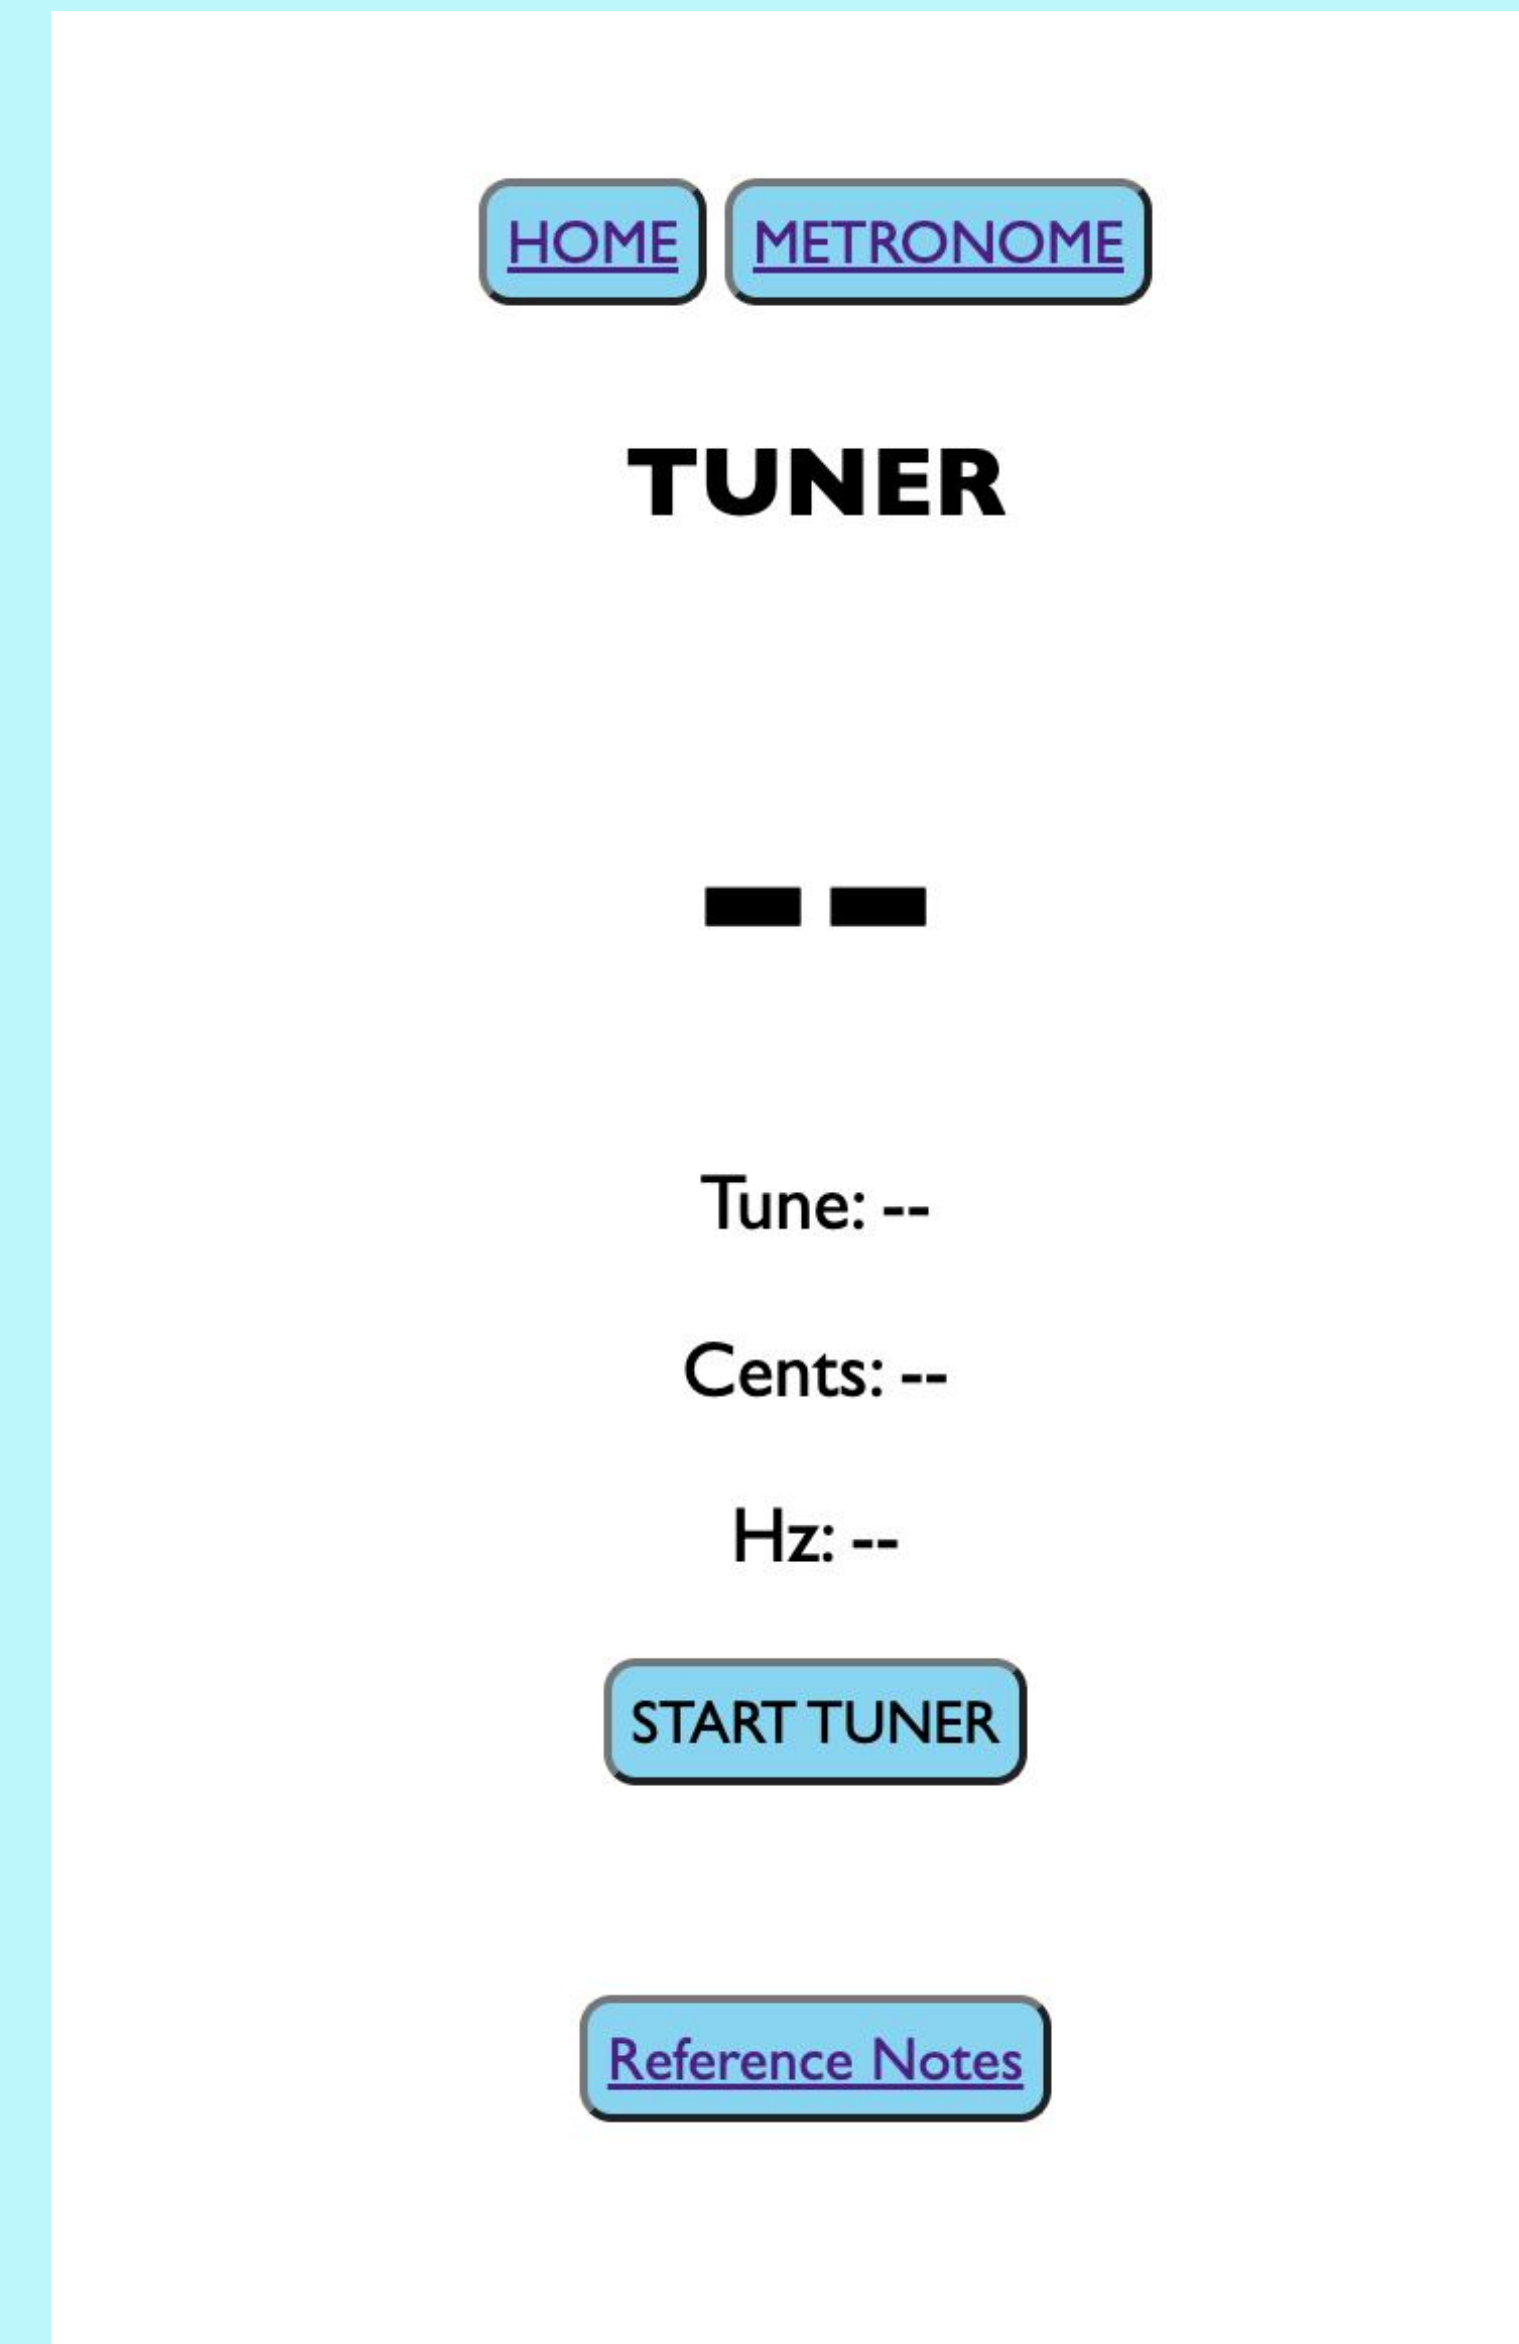 HOME METRONOME
TUNER
--
Tune: --
Cents: --
Hz: --
START TUNER
Reference Notes